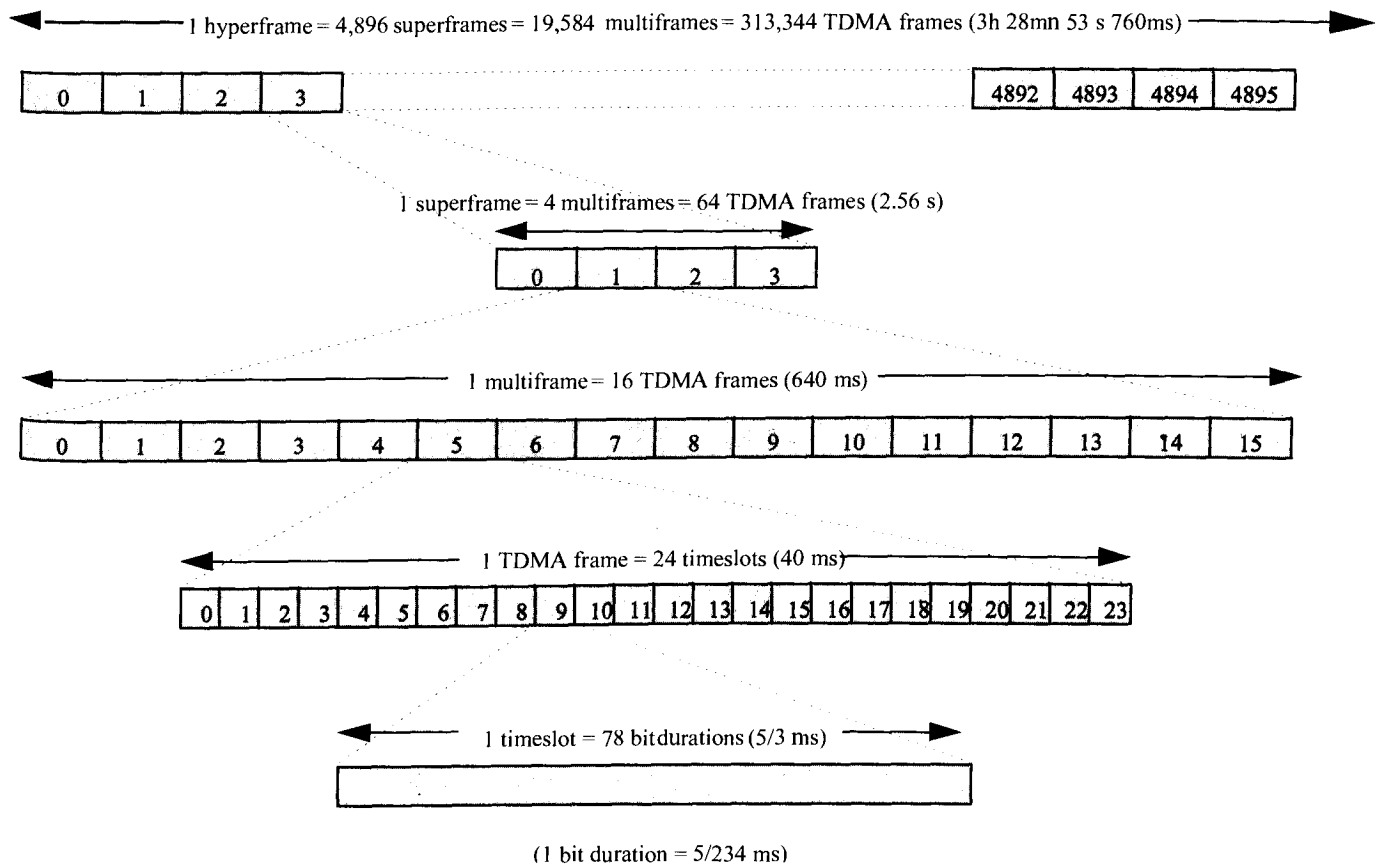 1 hyperframe = 4,896 superframes = 19,584 multiframes = 313,344 TDMA frames (3h 28mn 53 s 760ms)
0 1 2 3 4892 4893 4894 4895
1 superframe = 4 multiframes = 64 TDMA frames (2.56 s)
0 1 2 3
1 multiframe = 16 TDMA frames (640 ms)
0 1 2 3 4 5 6 7 8 9 10 11 12 13 14 15
1 TDMA frame = 24 timeslots (40 ms)
0 1 2 3 4 5 6 7 8 9 10 11 12 13 14 15 16 17 18 19 20 21 22 23
1 timeslot = 78 bitdurations (5/3 ms)
(1 bit duration = 5/234 ms)